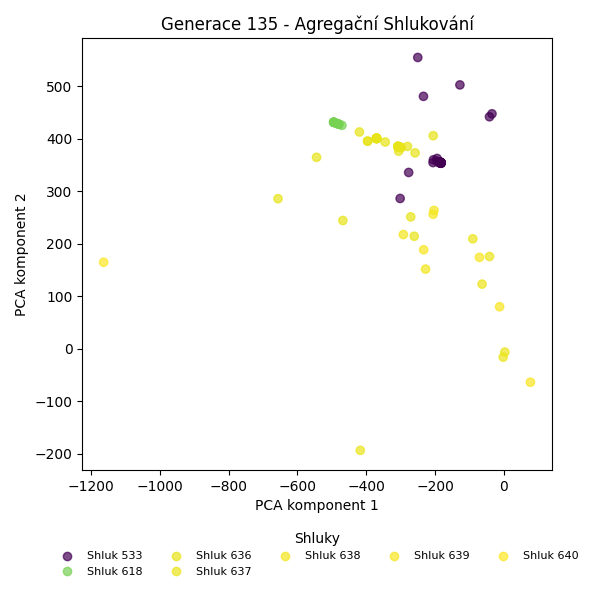 Generace 135 - Agregační Shlukování
PCA komponent 2
500
400
300
200
100
0
−100
−200
−1200 −1000 −800 −600 −400 −200 0
PCA komponent 1
Shluky
Shluk 533 Shluk 636 Shluk 638 Shluk 639 Shluk 640
Shluk 618 Shluk 637